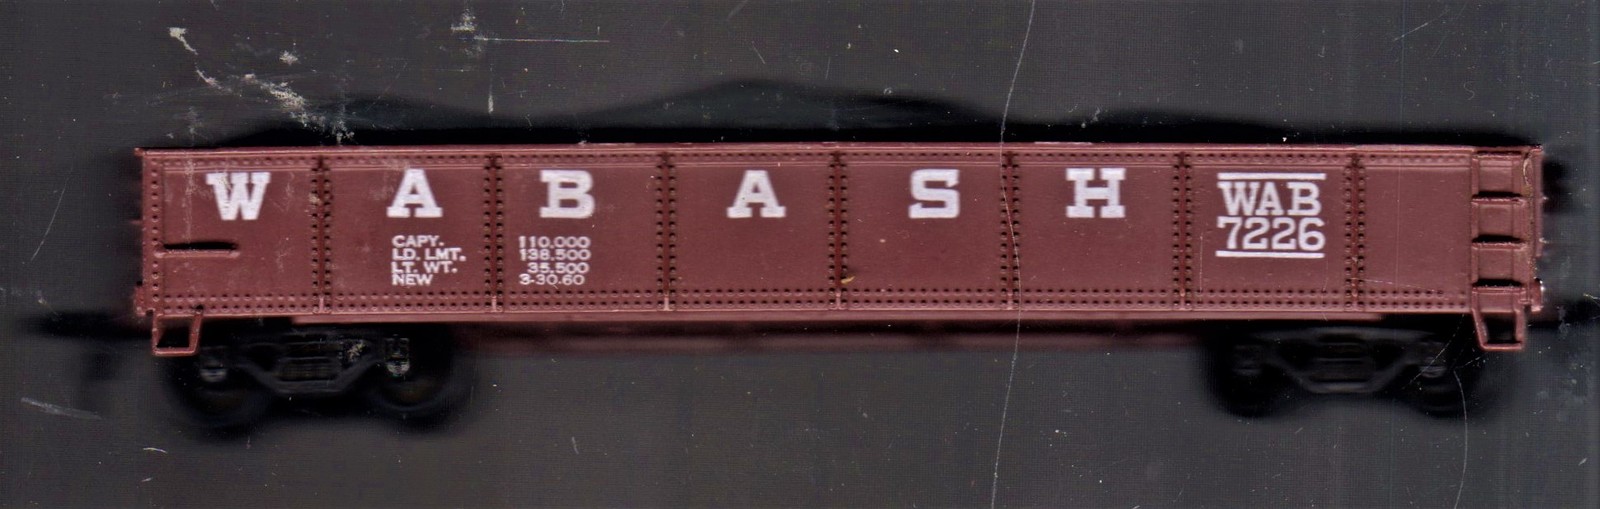 WABASH
WAB
7226
CAPY. 110.000
LD. LMT. 138.500
LT. WT. 35,500
NEW 3-30.60